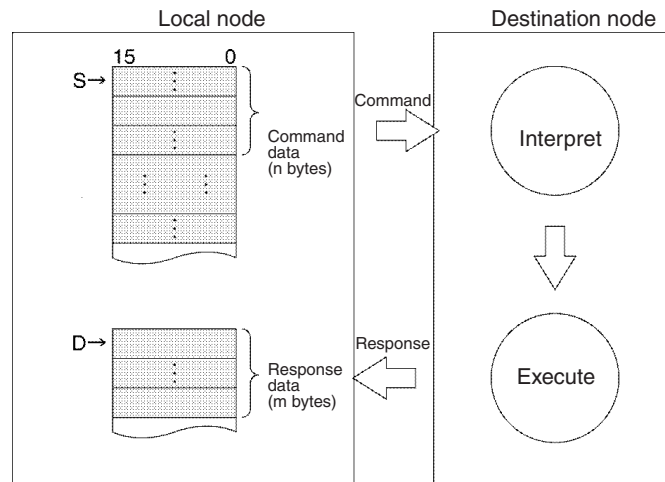 Local node
Destination node
15 0
S→
Command
data
(n bytes)
Command
Interpret
D→
Response
data
(m bytes)
Response
Execute